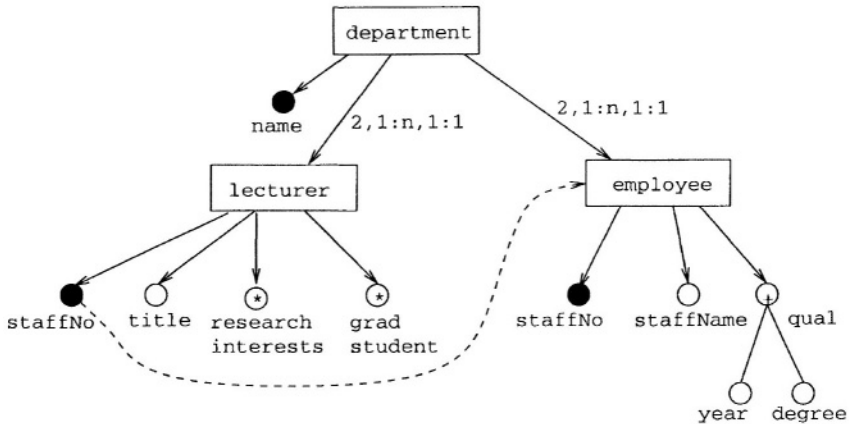 department
name
2,1:n,1:1
2,1:n,1:1
lecturer
employee
staffNo
title
*
research
interests
*
grad
student
staffNo
staffName
+
qual
year
degree